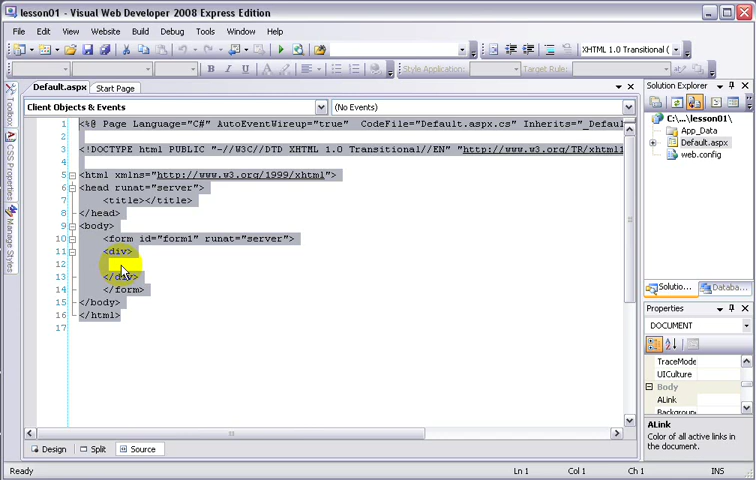 lesson01 - Visual Web Developer 2008 Express Edition
File Edit View Website Build Debug Tools Window Help
XHTML 1.0 Transitional (
B I U A Style Application: Target Rule:
Default.aspx Start Page
Client Objects & Events (No Events)
1 <%@ Page Language="C#" AutoEventWireup="true" CodeFile="Default.aspx.cs" Inherits="_Defaul
2
3 <!DOCTYPE html PUBLIC "-//W3C//DTD XHTML 1.0 Transitional//EN" "http://www.w3.org/TR/xhtml1
4
5 <html xmlns="http://www.w3.org/1999/xhtml">
6 <head runat="server">
7 <title></title>
8 </head>
9 <body>
10 <form id="form1" runat="server">
11 <div>
12
13 </div>
14 </form>
15 </body>
16 </html>
17
Design Split Source
Ready Ln 1 Col 1 Ch 1 INS
Toolbox
CSS Properties
Manage Styles
Solution Explorer
C:\...\lesson01\
App_Data
Default.aspx
web.config
Solutio... Databa...
Properties
DOCUMENT
TraceMode
UICulture
Body
ALink
Background
ALink
Color of all active links in
the document.